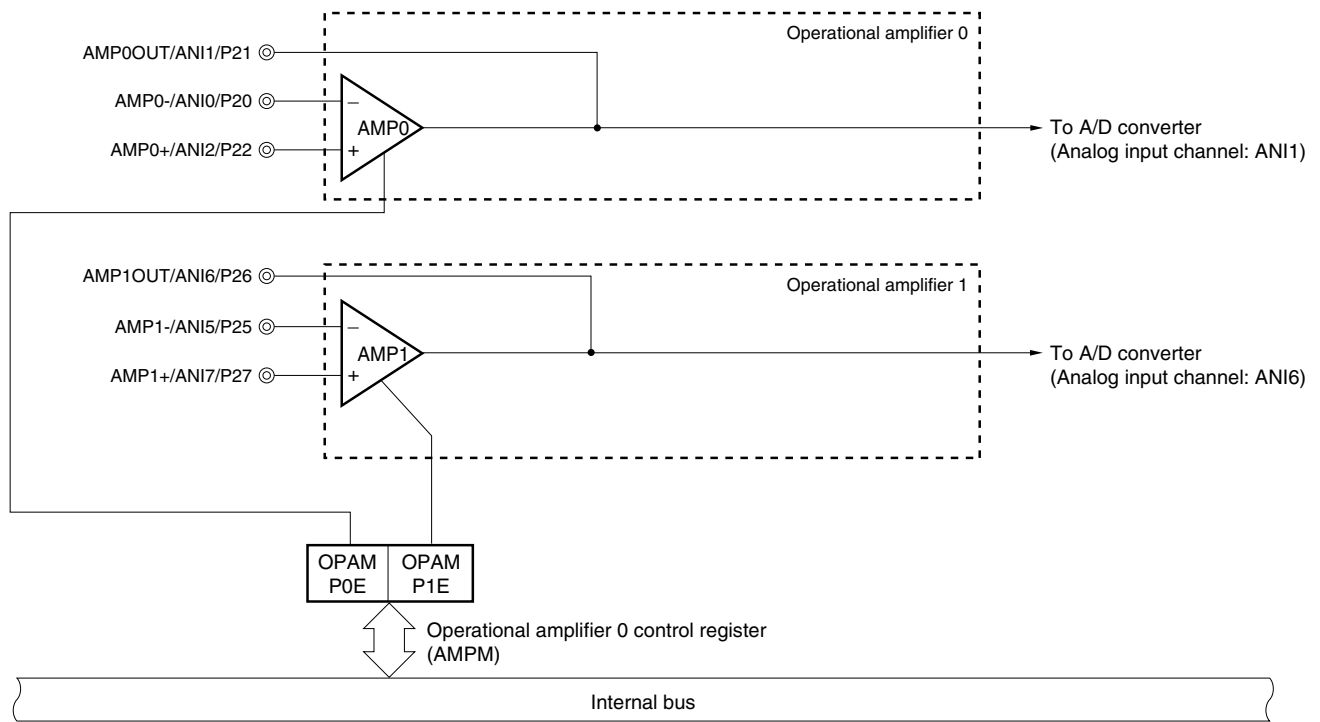 Operational amplifier 0
AMP0OUT/ANI1/P21
AMP0-/ANI0/P20
AMP0+/ANI2/P22
–
AMP0
+
To A/D converter
(Analog input channel: ANI1)
Operational amplifier 1
AMP1OUT/ANI6/P26
AMP1-/ANI5/P25
AMP1+/ANI7/P27
–
AMP1
+
To A/D converter
(Analog input channel: ANI6)
OPAM
P0E
OPAM
P1E
Operational amplifier 0 control register
(AMPM)
Internal bus